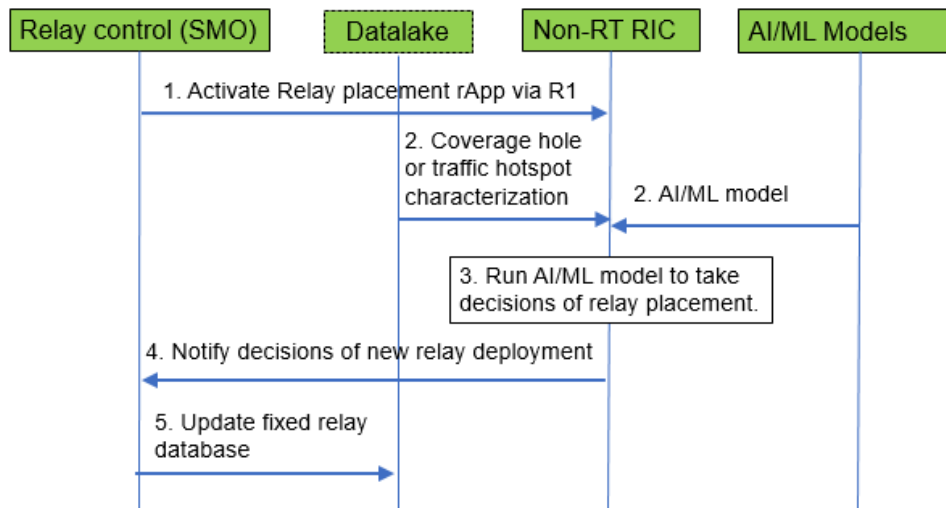 Relay control (SMO)
Datalake
Non-RT RIC
AI/ML Models
1. Activate Relay placement rApp via R1
2. Coverage hole
or traffic hotspot
characterization
2. AI/ML model
3. Run AI/ML model to take
decisions of relay placement.
4. Notify decisions of new relay deployment
5. Update fixed relay
database